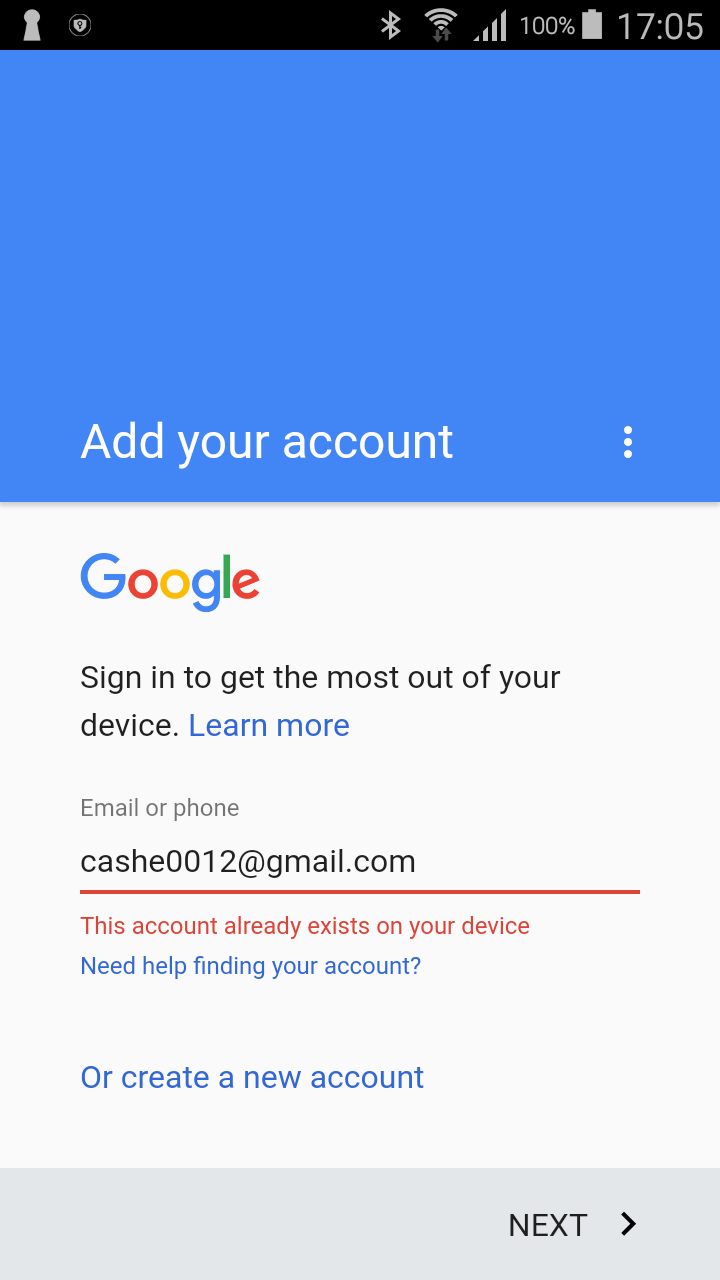 100% 17:05
Add your account
Google
Sign in to get the most out of your
device. Learn more
Email or phone
cashe0012@gmail.com
This account already exists on your device
Need help finding your account?
Or create a new account
NEXT